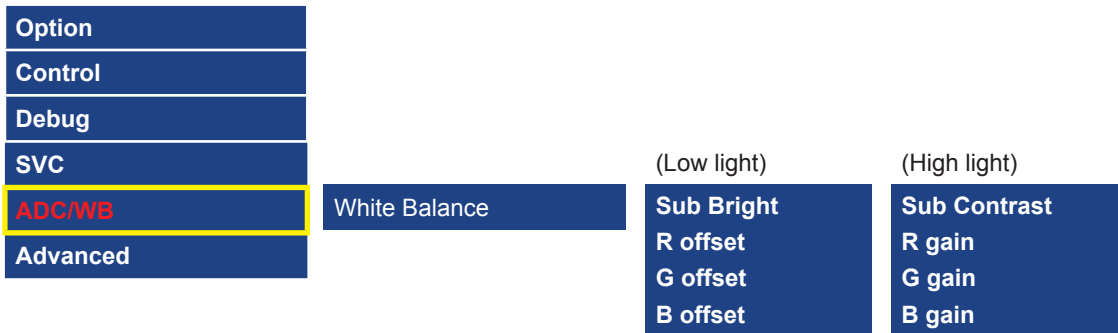 Option
Control
Debug
SVC
ADC/WB
Advanced
White Balance
(Low light)
Sub Bright
R offset
G offset
B offset
(High light)
Sub Contrast
R gain
G gain
B gain